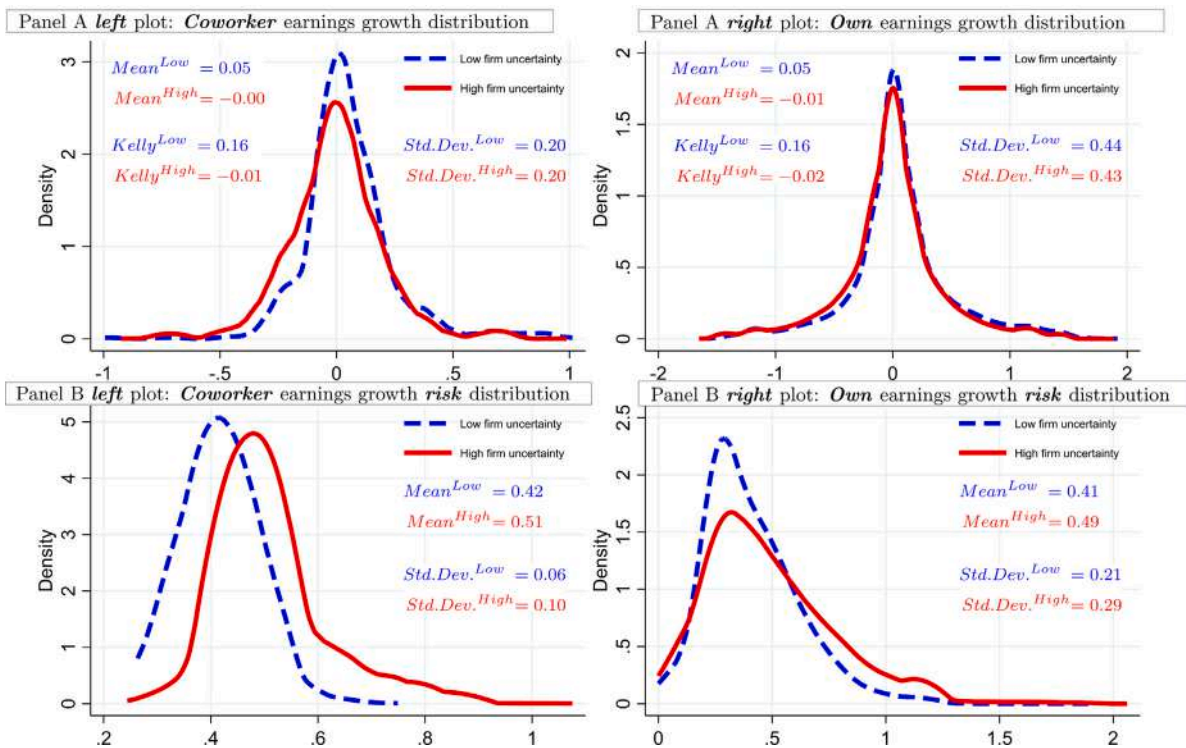 Panel A left plot: Coworker earnings growth distribution
Mean^Low = 0.05
Mean^High = −0.00
Kelly^Low = 0.16
Kelly^High = −0.01
Low firm uncertainty
High firm uncertainty
Std.Dev.^Low = 0.20
Std.Dev.^High = 0.20
Density
3
2
1
0
-1
-.5
0
.5
1
Panel A right plot: Own earnings growth distribution
Mean^Low = 0.05
Mean^High = −0.01
Kelly^Low = 0.16
Kelly^High = −0.02
Low firm uncertainty
High firm uncertainty
Std.Dev.^Low = 0.44
Std.Dev.^High = 0.43
Density
2
1.5
1
.5
0
-2
-1
0
1
2
Panel B left plot: Coworker earnings growth risk distribution
Low firm uncertainty
High firm uncertainty
Mean^Low = 0.42
Mean^High = 0.51
Std.Dev.^Low = 0.06
Std.Dev.^High = 0.10
Density
5
4
3
2
1
0
.2
.4
.6
.8
1
Panel B right plot: Own earnings growth risk distribution
Low firm uncertainty
High firm uncertainty
Mean^Low = 0.41
Mean^High = 0.49
Std.Dev.^Low = 0.21
Std.Dev.^High = 0.29
Density
2.5
2
1.5
1
.5
0
0
.5
1
1.5
2